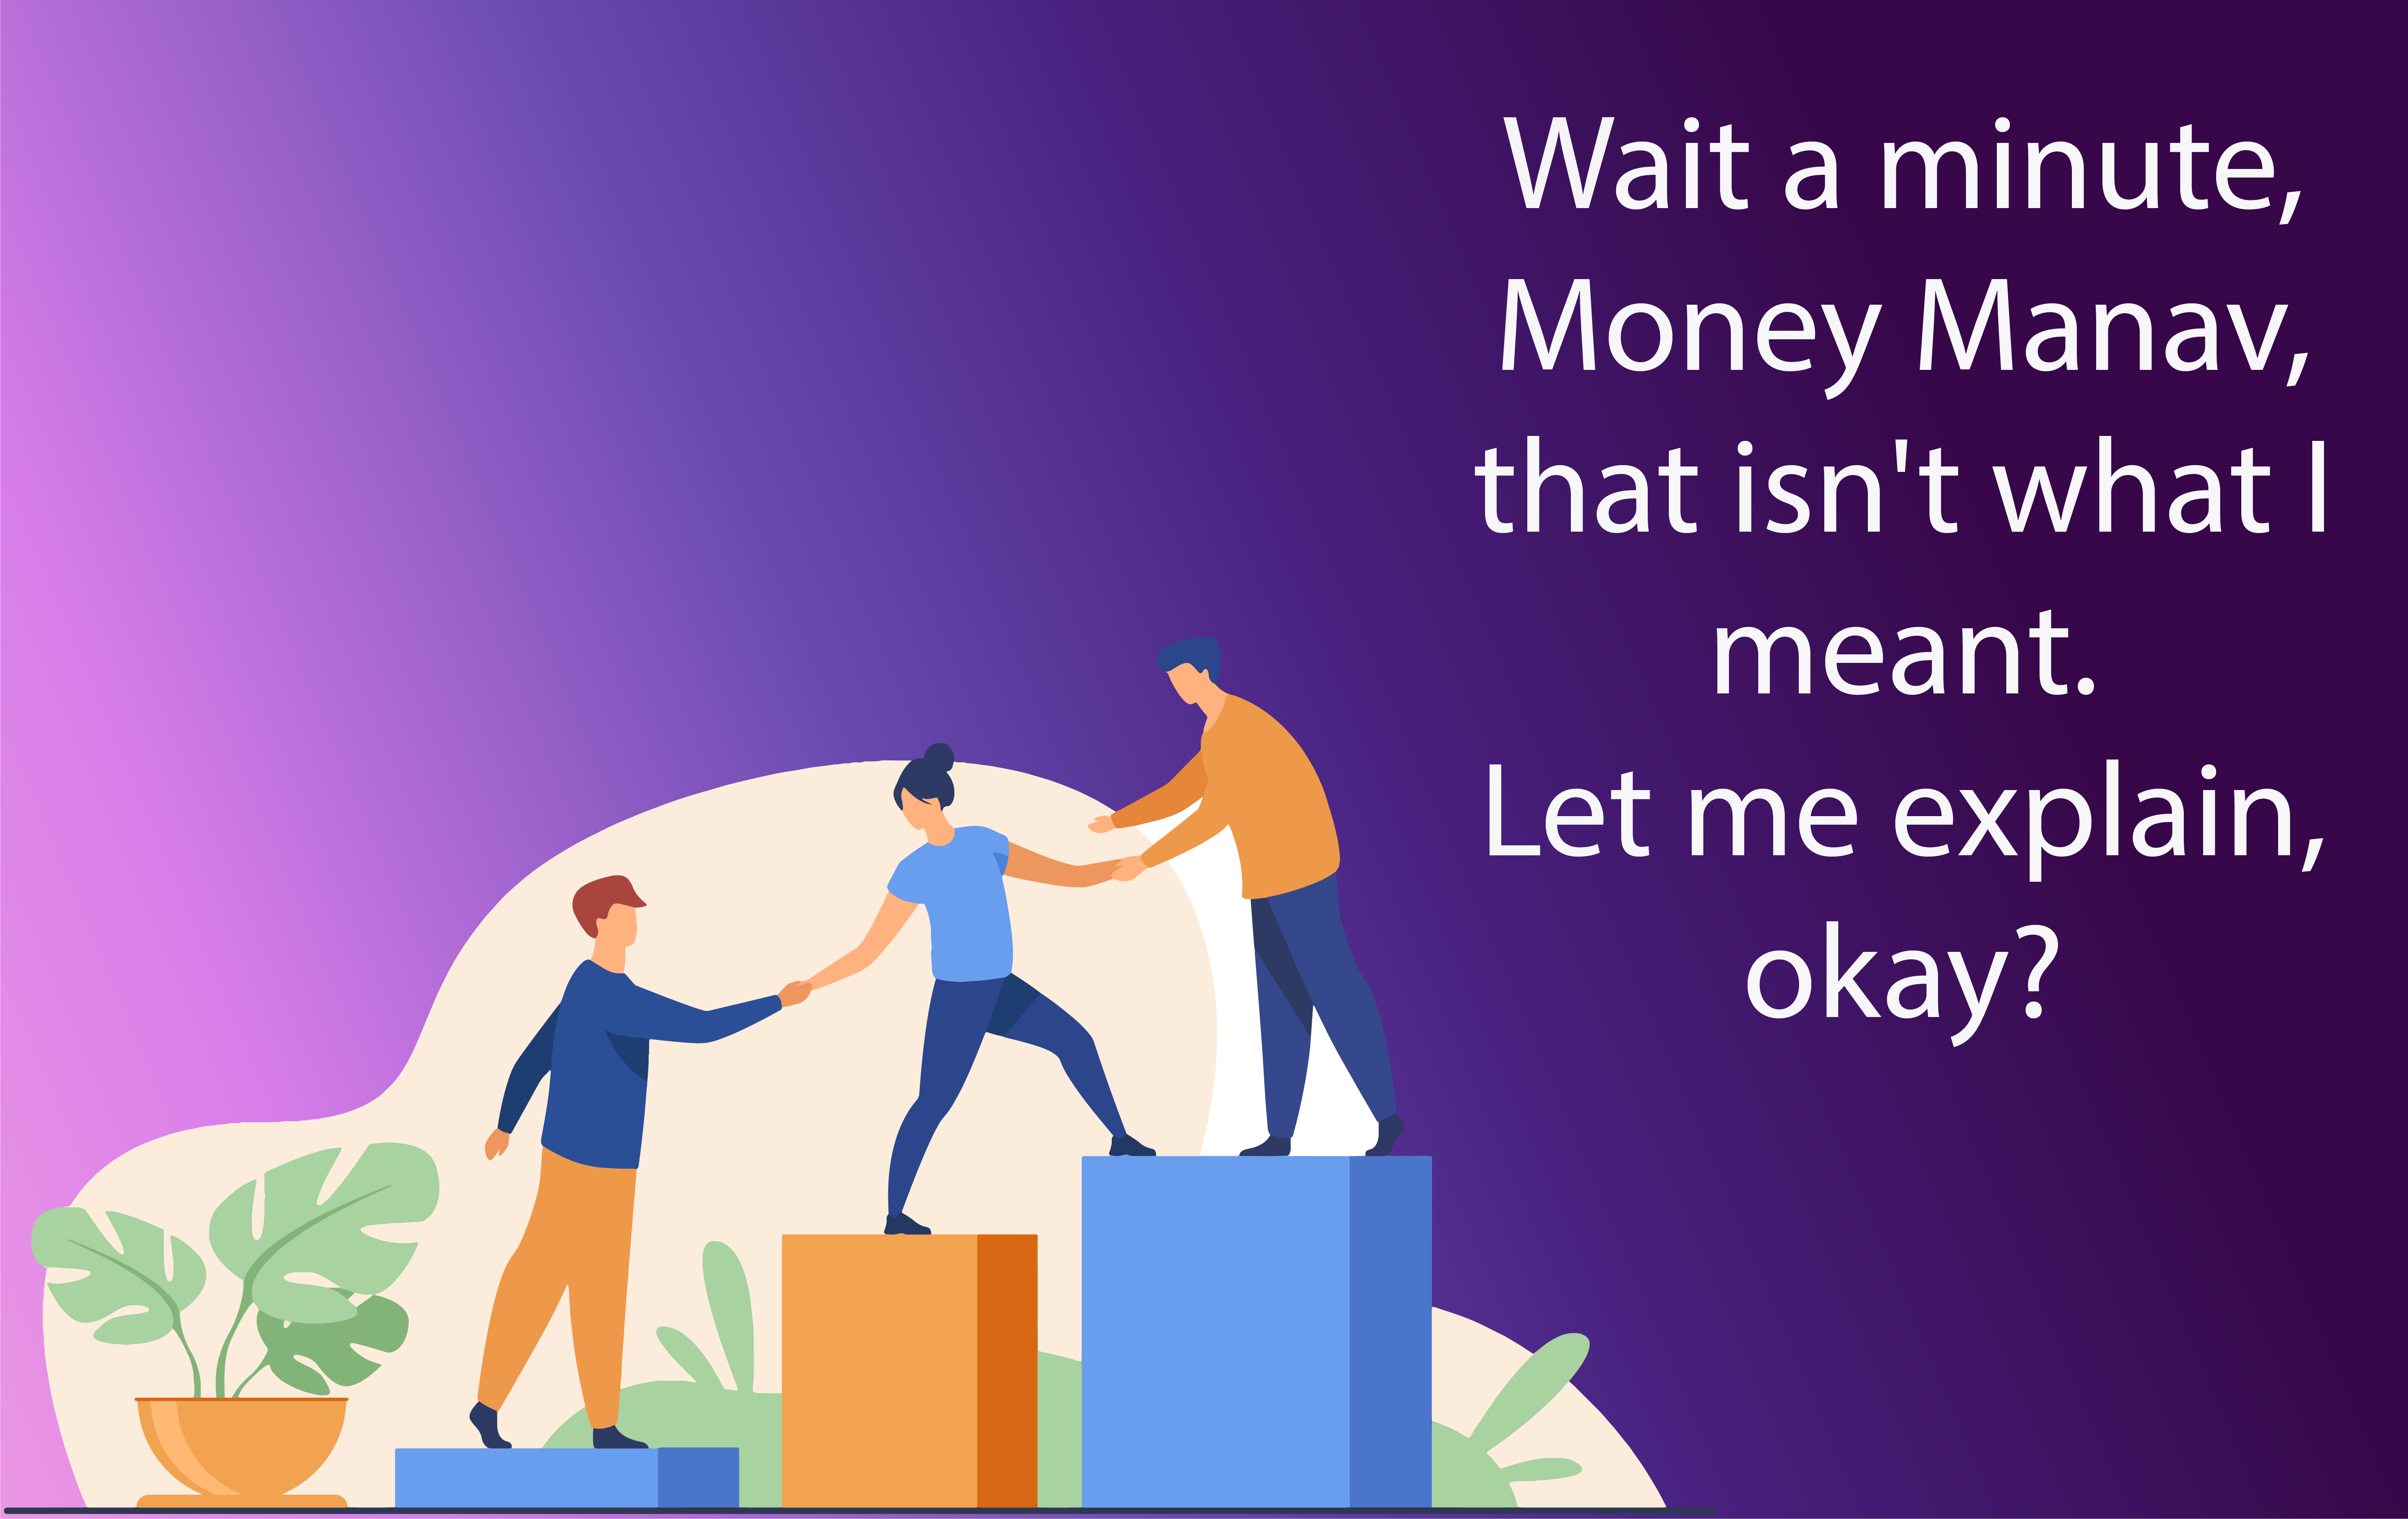 Wait a minute,
Money Manav,
that isn't what I
meant.
Let me explain,
okay?